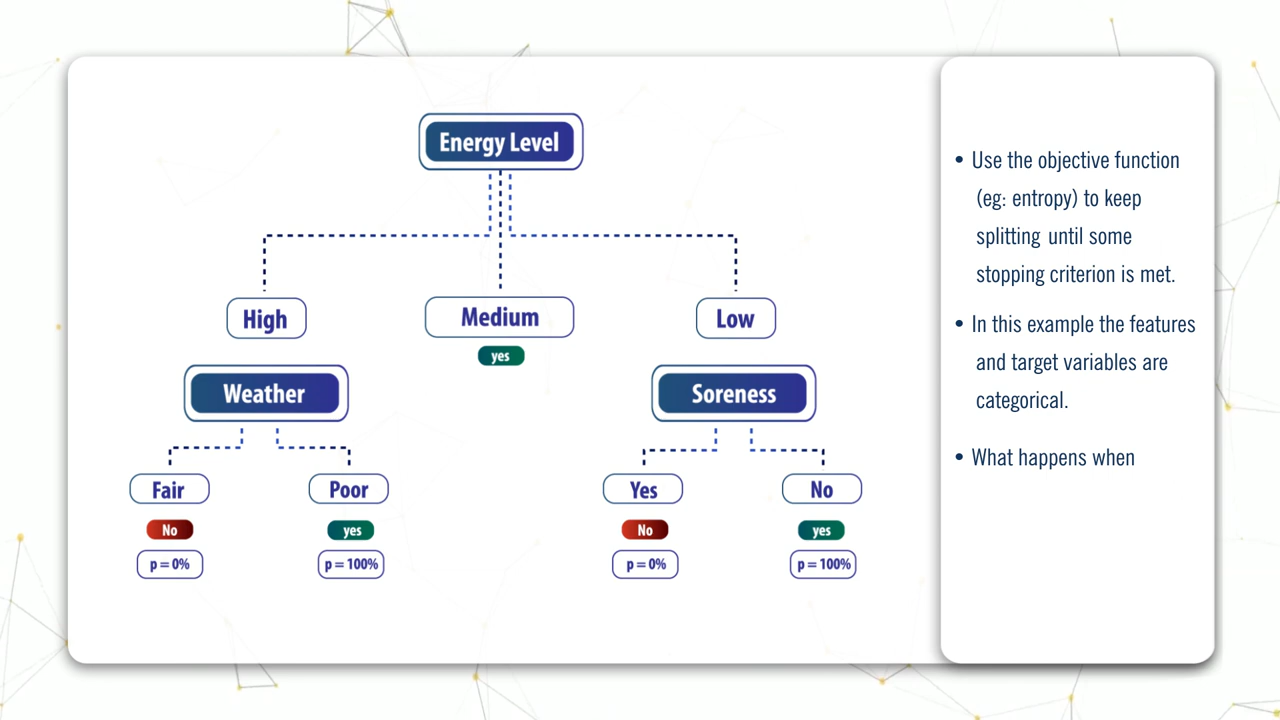 Energy Level
High
Medium
Low
yes
Weather
Soreness
Fair
Poor
Yes
No
No
yes
No
yes
p = 0%
p = 100%
p = 0%
p = 100%
• Use the objective function
(eg: entropy) to keep
splitting until some
stopping criterion is met.
• In this example the features
and target variables are
categorical.
• What happens when